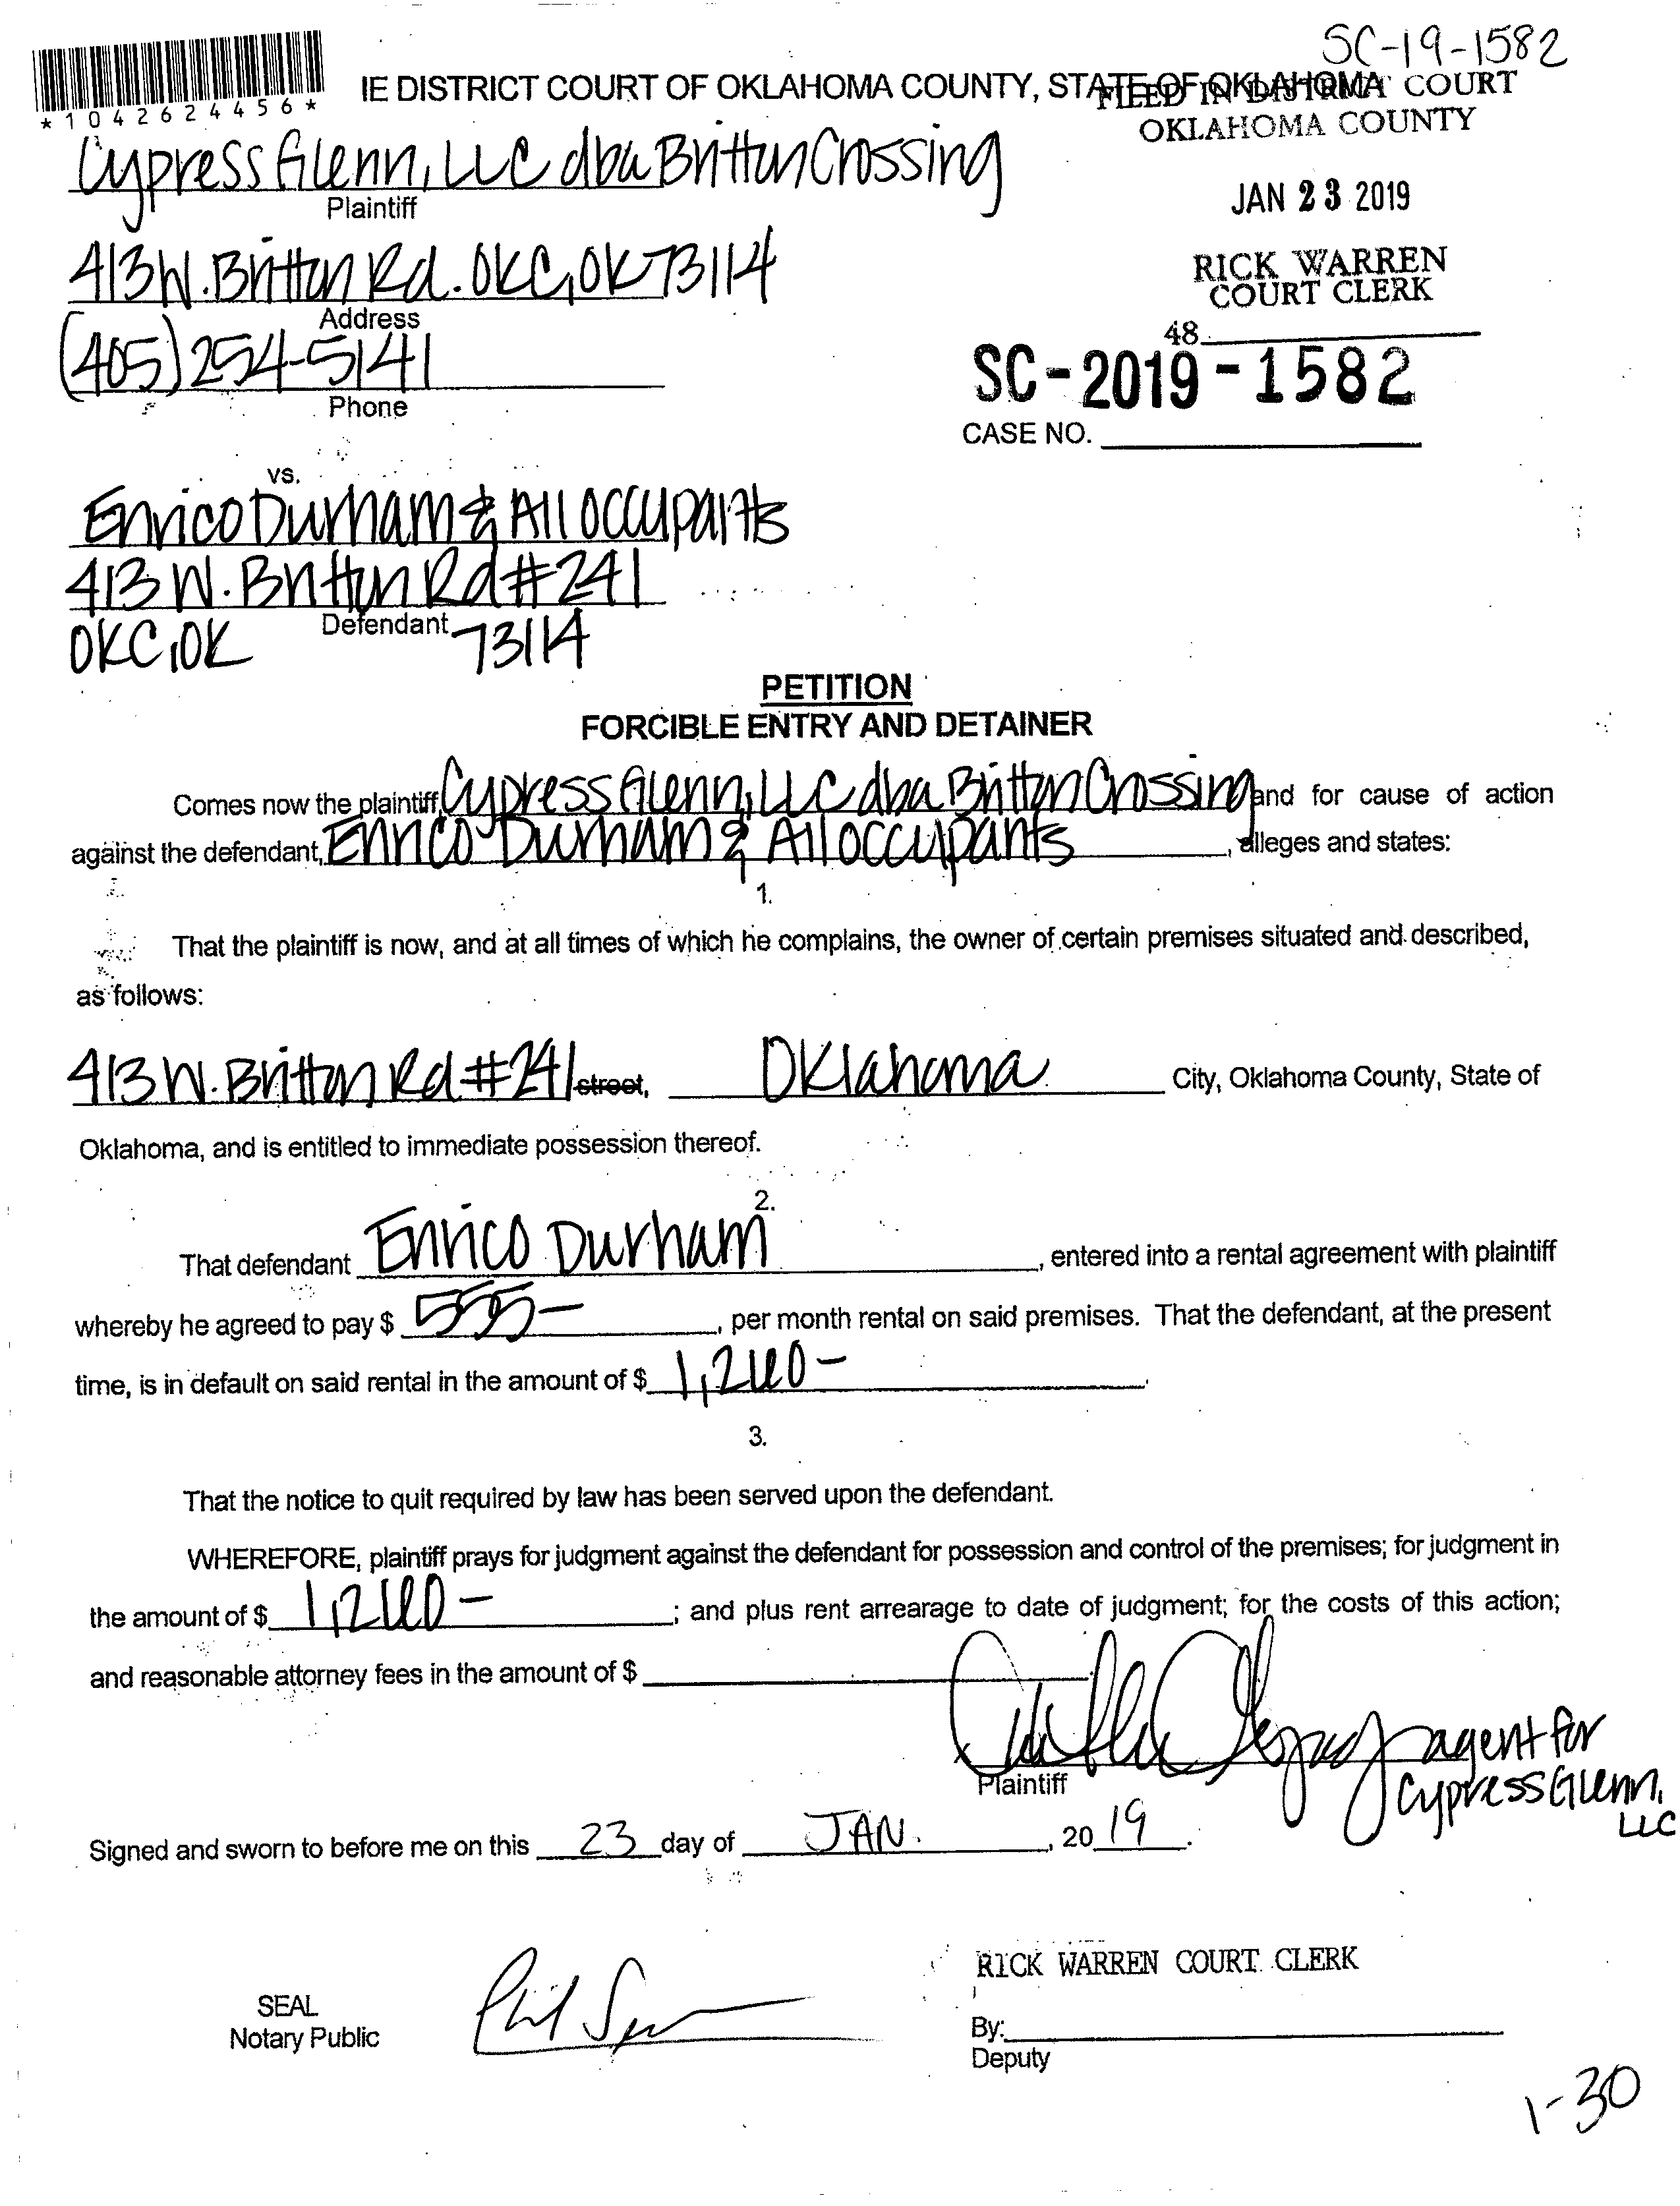 SC-19-1582
*1042624456*
IE DISTRICT COURT OF OKLAHOMA COUNTY, STATE OF OKLAHOMA
FILED IN DISTRICT COURT
OKLAHOMA COUNTY
Cypress Glenn, LLC dba Britton Crossing
Plaintiff
JAN 23 2019
413 W. Britton Rd. OKC, OK 73114
Address
RICK WARREN
COURT CLERK
(405) 254-5141
Phone
48
SC-2019-1582
CASE NO.
vs.
Enrico Durham & All occupants
413 W. Britton Rd #241
Defendant
OKC, OK 73114
PETITION
FORCIBLE ENTRY AND DETAINER
Comes now the plaintiff, Cypress Glenn, LLC dba Britton Crossing and for cause of action
against the defendant, Enrico Durham & All occupants, alleges and states:
1.
That the plaintiff is now, and at all times of which he complains, the owner of certain premises situated and described,
as follows:
413 W. Britton Rd #241 street, Oklahoma City, Oklahoma County, State of
Oklahoma, and is entitled to immediate possession thereof.
2.
That defendant Enrico Durham, entered into a rental agreement with plaintiff
whereby he agreed to pay $ 555-, per month rental on said premises. That the defendant, at the present
time, is in default on said rental in the amount of $ 1,260-.
3.
That the notice to quit required by law has been served upon the defendant.
WHEREFORE, plaintiff prays for judgment against the defendant for possession and control of the premises; for judgment in
the amount of $ 1,260-; and plus rent arrearage to date of judgment; for the costs of this action;
and reasonable attorney fees in the amount of $
agent for
Plaintiff
Cypress Glenn,
LLC
Signed and sworn to before me on this 23 day of JAN., 2019.
RICK WARREN COURT CLERK
SEAL
Notary Public
By:
Deputy
1-30